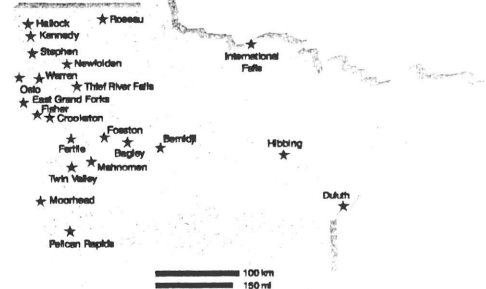 Hallock
Roseau
Kennedy
Stephen
International
Falls
Newfolden
Warren
Oslo
Thief River Falls
East Grand Forks
Fisher
Crookston
Fosston
Fertile
Bagley
Bemidji
Hibbing
Mahnomen
Twin Valley
Duluth
Moorhead
Pelican Rapids
100 km
150 mi